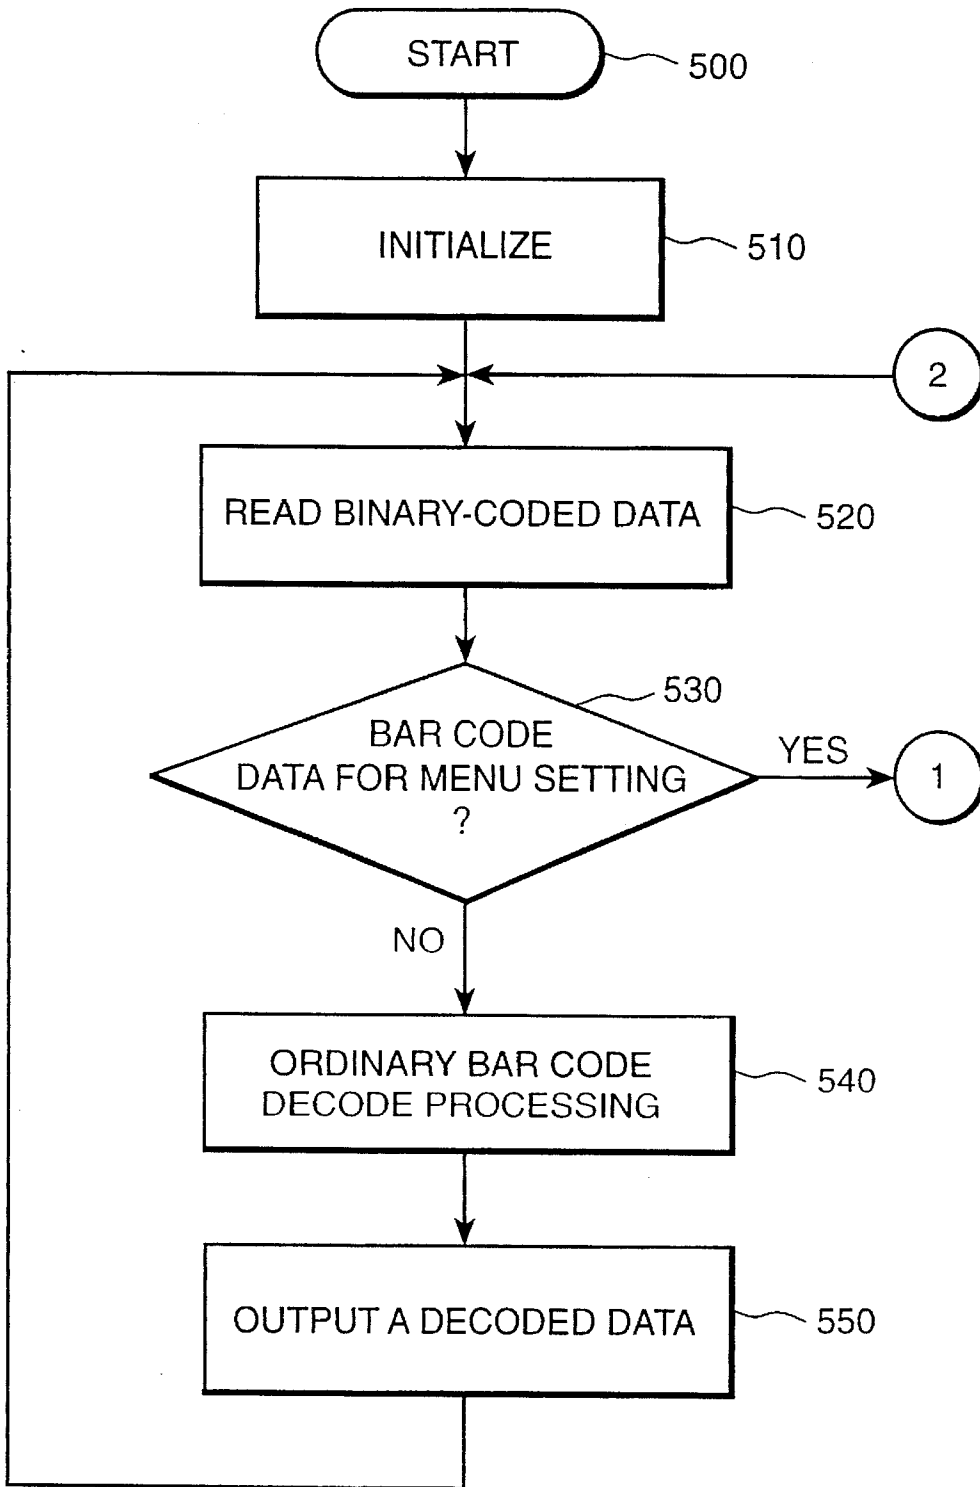 START
500
INITIALIZE
510
2
READ BINARY-CODED DATA
520
530
BAR CODE
DATA FOR MENU SETTING
?
YES
1
NO
ORDINARY BAR CODE
DECODE PROCESSING
540
OUTPUT A DECODED DATA
550